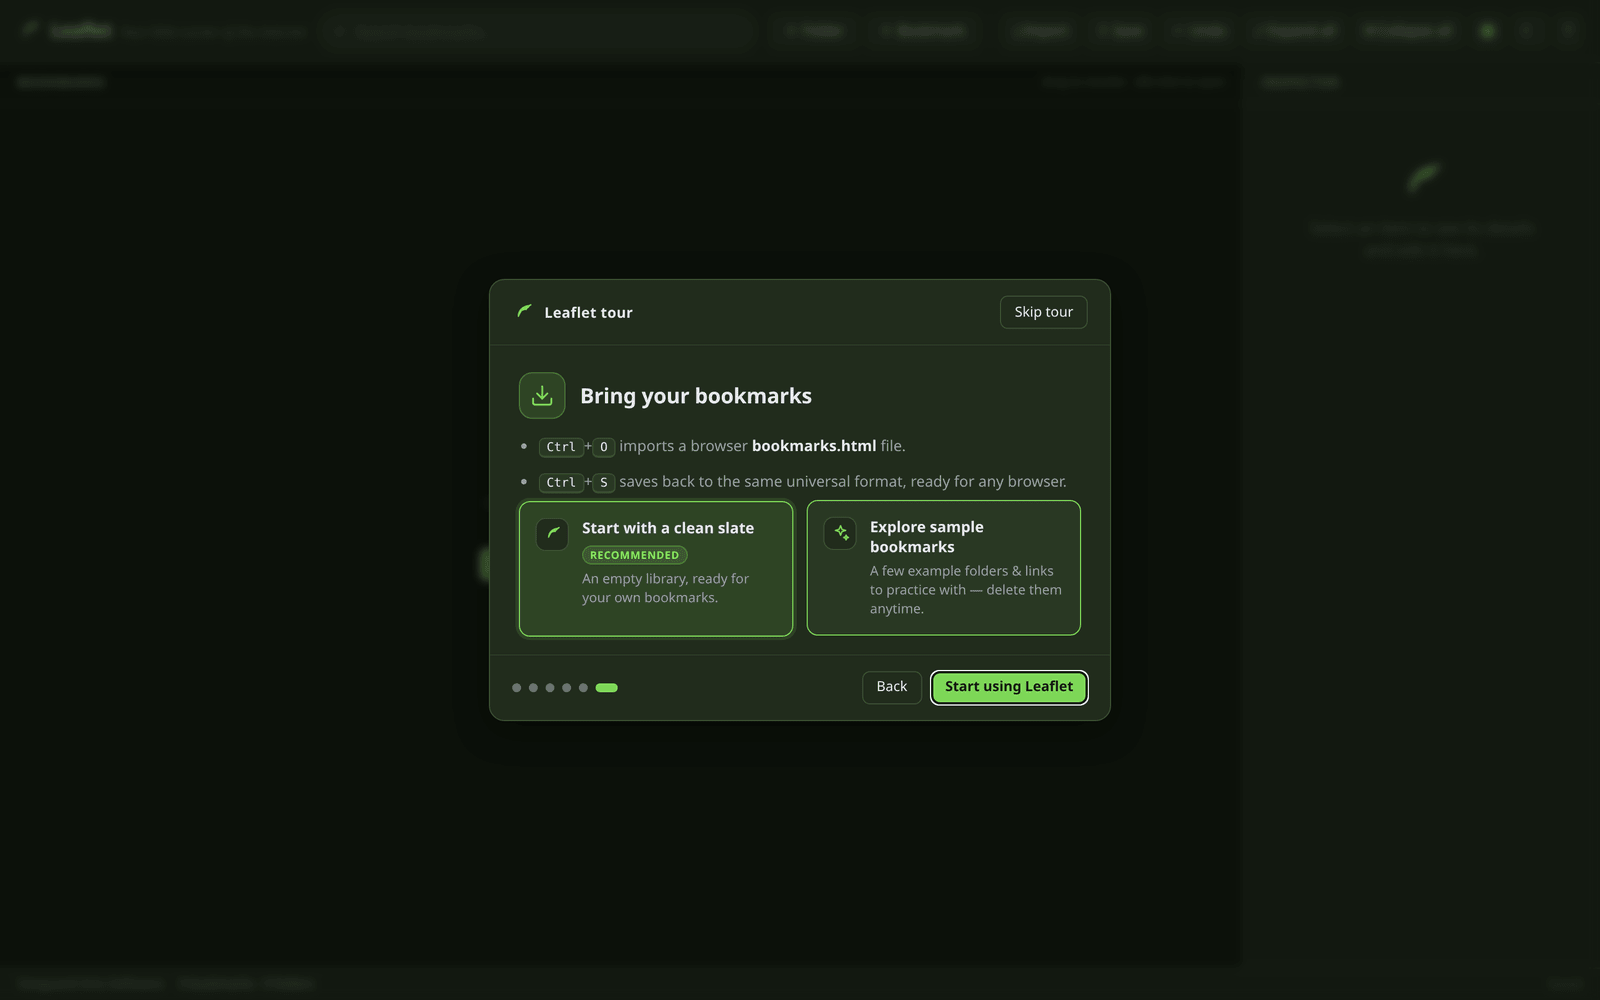 Leaflet
Leaflet tour
Skip tour
Bring your bookmarks
Ctrl+O imports a browser bookmarks.html file.
Ctrl+S saves back to the same universal format, ready for any browser.
Start with a clean slate
RECOMMENDED
An empty library, ready for
your own bookmarks.
Explore sample
bookmarks
A few example folders & links
to practice with — delete them
anytime.
Back
Start using Leaflet